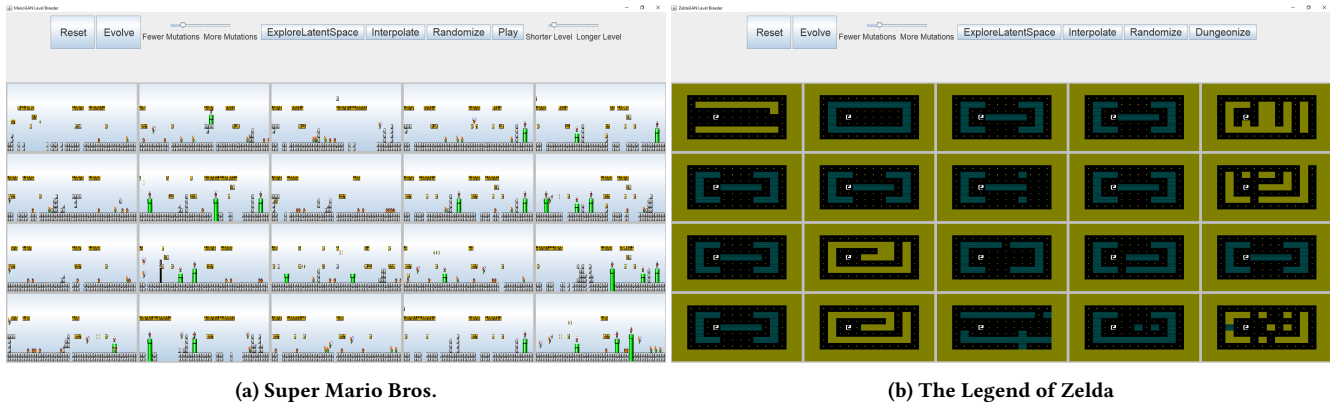 MarioGAN Level Breeder
Reset Evolve Fewer Mutations More Mutations ExploreLatentSpace Interpolate Randomize Play Shorter Level Longer Level
ZeldaGAN Level Breeder
Reset Evolve Fewer Mutations More Mutations ExploreLatentSpace Interpolate Randomize Dungeonize
(a) Super Mario Bros.
(b) The Legend of Zelda